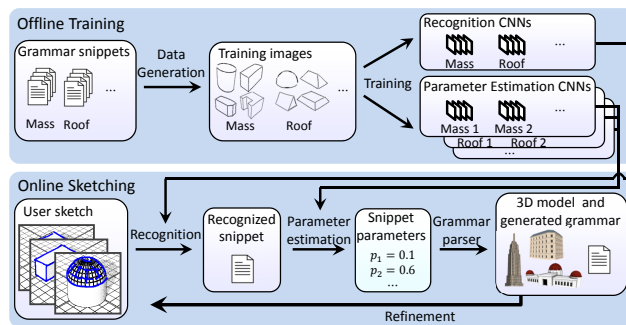 Offline Training
Grammar snippets
Mass Roof ...
Data
Generation
Training images
Mass Roof ...
Training
Recognition CNNs
Mass Roof ...
Parameter Estimation CNNs
Mass 1 Mass 2 ...
Roof 1 Roof 2
...
Online Sketching
User sketch
Recognition
Recognized
snippet
Parameter
estimation
Snippet
parameters
p₁ = 0.1
p₂ = 0.6
...
Grammar
parser
3D model and
generated grammar
Refinement